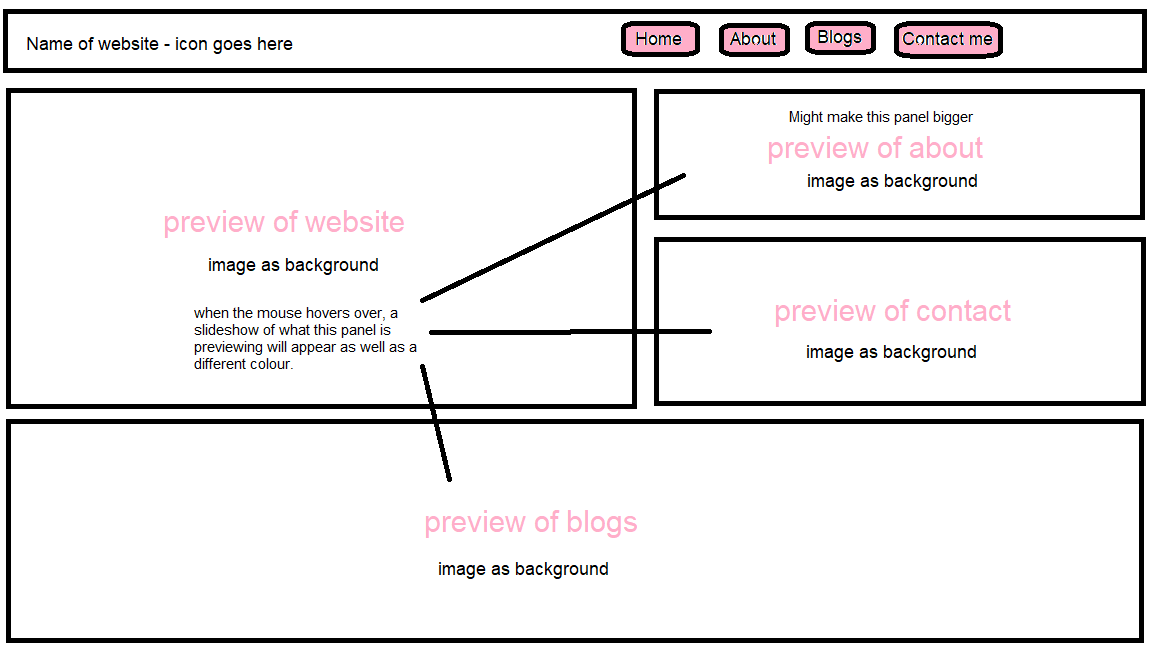 Name of website - icon goes here
Home
About
Blogs
Contact me
preview of website
image as background
when the mouse hovers over, a
slideshow of what this panel is
previewing will appear as well as a
different colour.
Might make this panel bigger
preview of about
image as background
preview of contact
image as background
preview of blogs
image as background